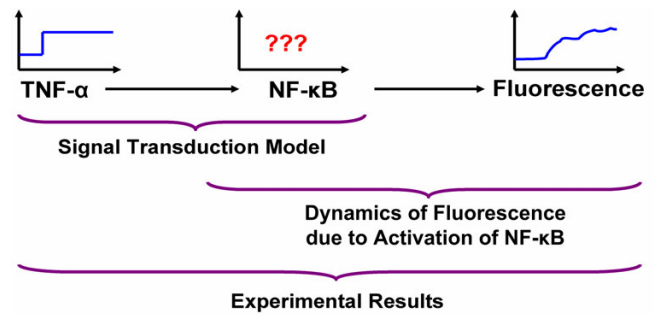 ???
TNF-α
NF-κB
Fluorescence
Signal Transduction Model
Dynamics of Fluorescence
due to Activation of NF-κB
Experimental Results